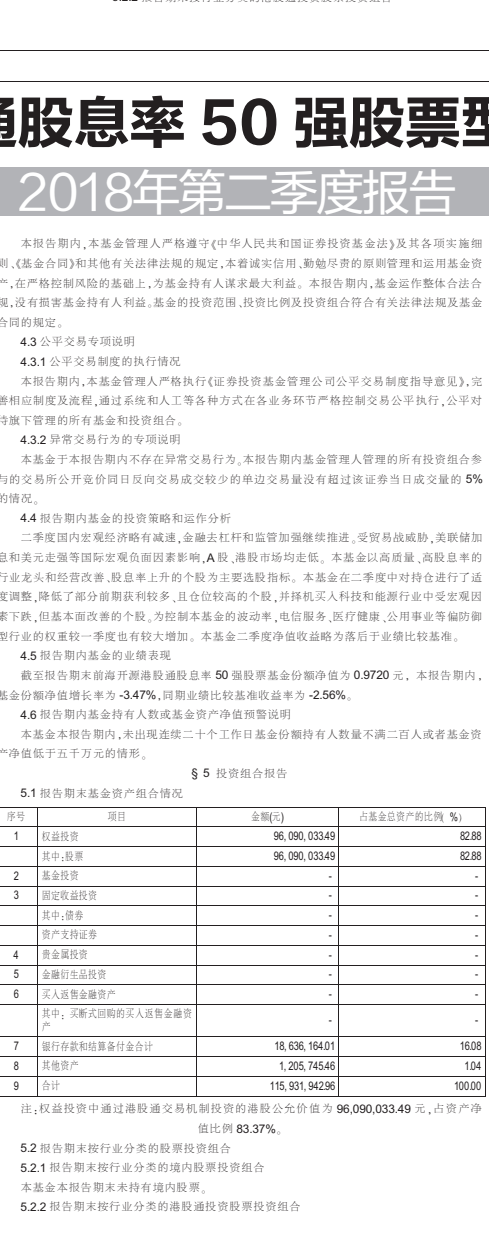 通股息率 50 强股票型
2018年第二季度报告
本报告期内,本基金管理人严格遵守《中华人民共和国证券投资基金法》及其各项实施细
则、《基金合同》和其他有关法律法规的规定,本着诚实信用、勤勉尽责的原则管理和运用基金资
产,在严格控制风险的基础上,为基金持有人谋求最大利益。本报告期内,基金运作整体合法合
规,没有损害基金持有人利益。基金的投资范围、投资比例及投资组合符合有关法律法规及基金
合同的规定。
4.3 公平交易专项说明
4.3.1 公平交易制度的执行情况
本报告期内,本基金管理人严格执行《证券投资基金管理公司公平交易制度指导意见》,完
善相应制度及流程,通过系统和人工等各种方式在各业务环节严格控制交易公平执行,公平对
待旗下管理的所有基金和投资组合。
4.3.2 异常交易行为的专项说明
本基金于本报告期内不存在异常交易行为。本报告期内基金管理人管理的所有投资组合参
与的交易所公开竞价同日反向交易成交较少的单边交易量没有超过该证券当日成交量的 5%
的情况。
4.4 报告期内基金的投资策略和运作分析
二季度国内宏观经济略有减速,金融去杠杆和监管加强继续推进。受贸易战威胁,美联储加
息和美元走强等国际宏观负面因素影响,A 股、港股市场均走低。本基金以高质量、高股息率的
行业龙头和经营改善、股息率上升的个股为主要选股指标。本基金在二季度中对持仓进行了适
度调整,降低了部分前期获利较多、且仓位较高的个股,并择机买入科技和能源行业中受宏观因
素下跌,但基本面改善的个股。为控制本基金的波动率,电信服务、医疗健康、公用事业等偏防御
型行业的权重较一季度也有较大增加。本基金二季度净值收益略为落后于业绩比较基准。
4.5 报告期内基金的业绩表现
截至报告期末前海开源港股通股息率 50 强股票基金份额净值为 0.9720 元,本报告期内,
基金份额净值增长率为 -3.47%,同期业绩比较基准收益率为 -2.56%。
4.6 报告期内基金持有人数或基金资产净值预警说明
本基金本报告期内,未出现连续二十个工作日基金份额持有人数量不满二百人或者基金资
产净值低于五千万元的情形。
§ 5 投资组合报告
5.1 报告期末基金资产组合情况
序号 项目 金额(元) 占基金总资产的比例(%)
1 权益投资 96,090,033.49 82.88
其中:股票 96,090,033.49 82.88
2 基金投资 - -
3 固定收益投资 - -
其中:债券 - -
资产支持证券 - -
4 贵金属投资 - -
5 金融衍生品投资 - -
6 买入返售金融资产 - -
其中:买断式回购的买入返售金融资
产 - -
7 银行存款和结算备付金合计 18,636,164.01 16.08
8 其他资产 1,205,745.46 1.04
9 合计 115,931,942.96 100.00
注:权益投资中通过港股通交易机制投资的港股公允价值为 96,090,033.49 元,占资产净
值比例 83.37%。
5.2 报告期末按行业分类的股票投资组合
5.2.1 报告期末按行业分类的境内股票投资组合
本基金本报告期末未持有境内股票。
5.2.2 报告期末按行业分类的港股通投资股票投资组合